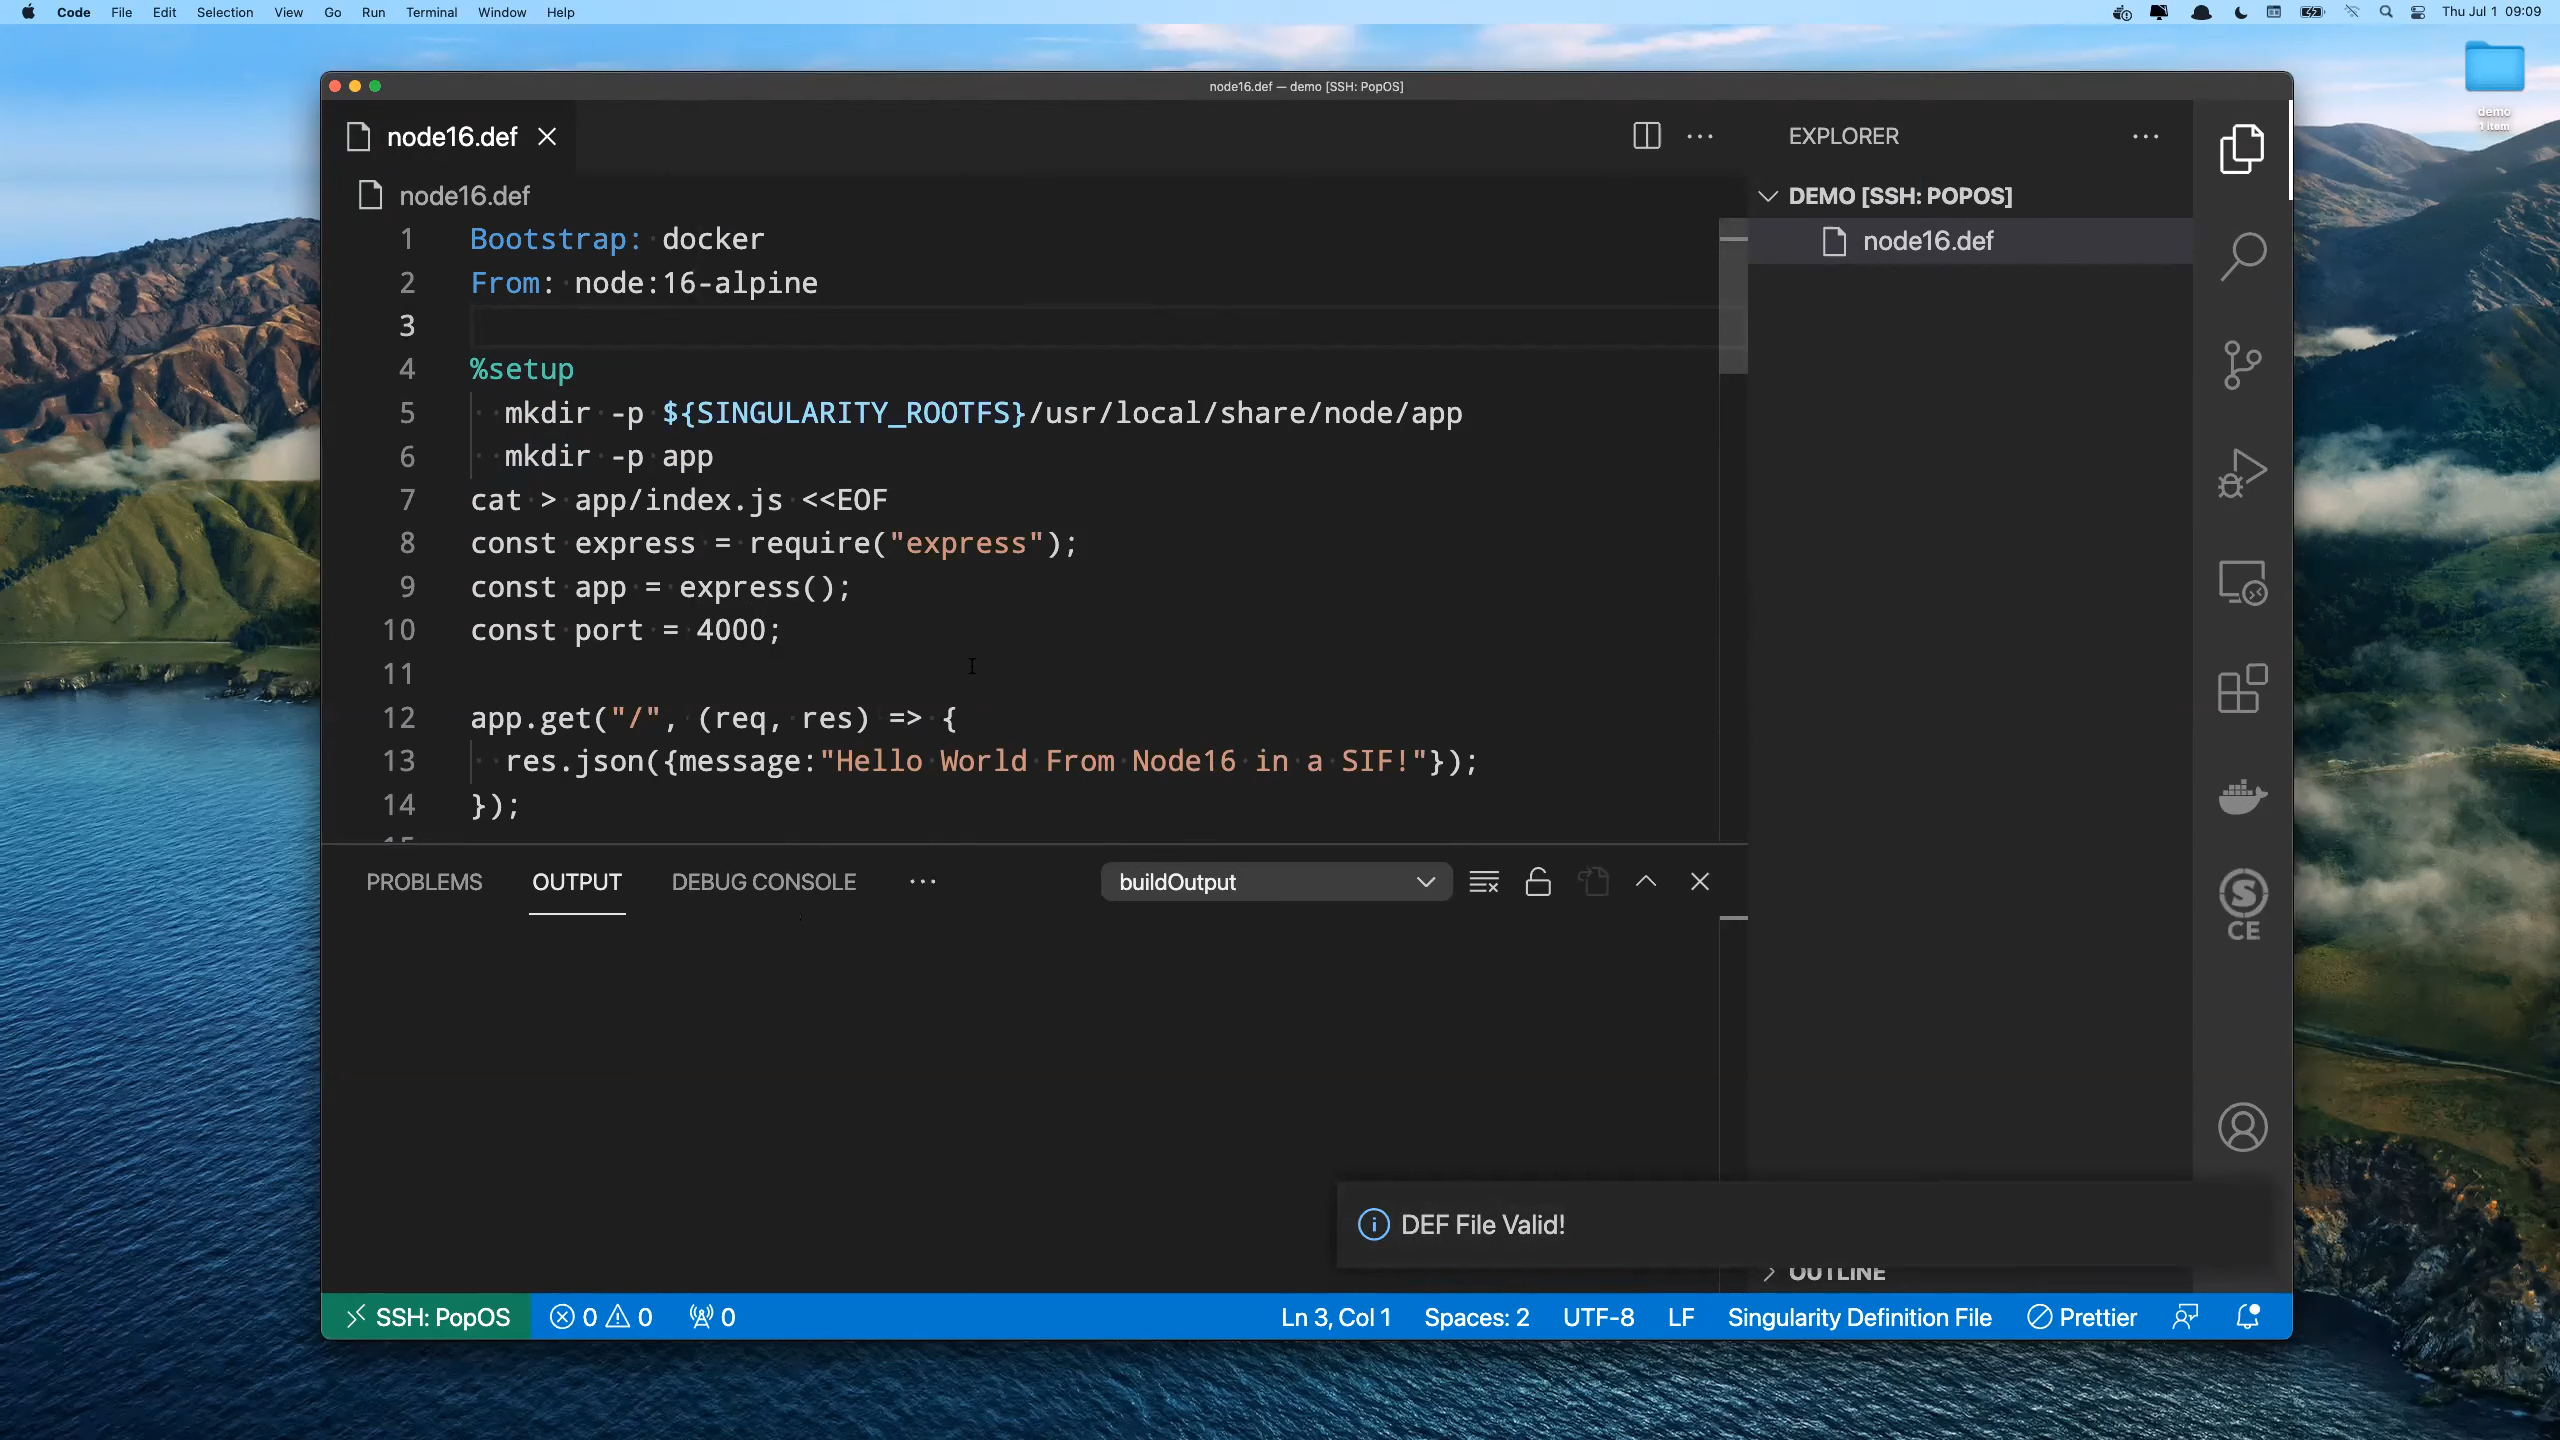 Code File Edit Selection View Go Run Terminal Window Help
Thu Jul 1 09:09
demo
1 item
node16.def — demo [SSH: PopOS]
node16.def
EXPLORER
node16.def
DEMO [SSH: POPOS]
node16.def
1 Bootstrap: docker
2 From: node:16-alpine
3
4 %setup
5 mkdir -p ${SINGULARITY_ROOTFS}/usr/local/share/node/app
6 mkdir -p app
7 cat > app/index.js <<EOF
8 const express = require("express");
9 const app = express();
10 const port = 4000;
11
12 app.get("/", (req, res) => {
13 res.json({message:"Hello World From Node16 in a SIF!"});
14 });
15
PROBLEMS OUTPUT DEBUG CONSOLE ··· buildOutput
S
CE
DEF File Valid!
OUTLINE
SSH: PopOS 0 0 0 Ln 3, Col 1 Spaces: 2 UTF-8 LF Singularity Definition File Prettier